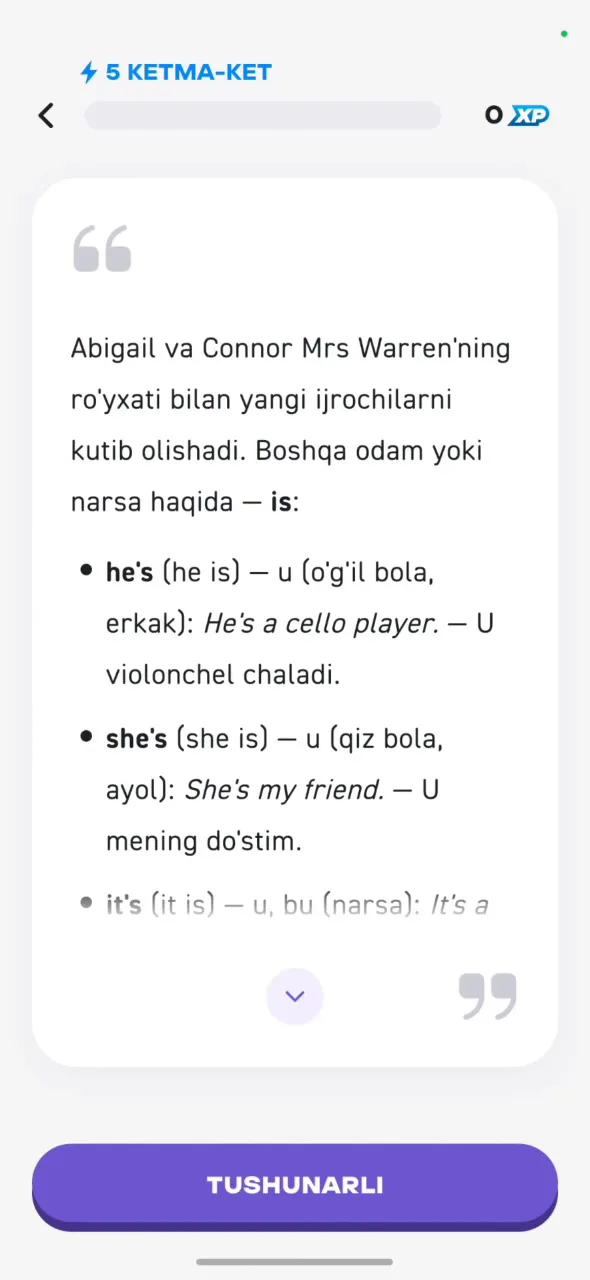 5 KETMA-KET
0 XP
Abigail va Connor Mrs Warren'ning
ro'yxati bilan yangi ijrochilarni
kutib olishadi. Boshqa odam yoki
narsa haqida — is:
• he's (he is) — u (o'g'il bola,
erkak): He's a cello player. — U
violonchel chaladi.
• she's (she is) — u (qiz bola,
ayol): She's my friend. — U
mening do'stim.
• it's (it is) — u, bu (narsa): It's a
TUSHUNARLI